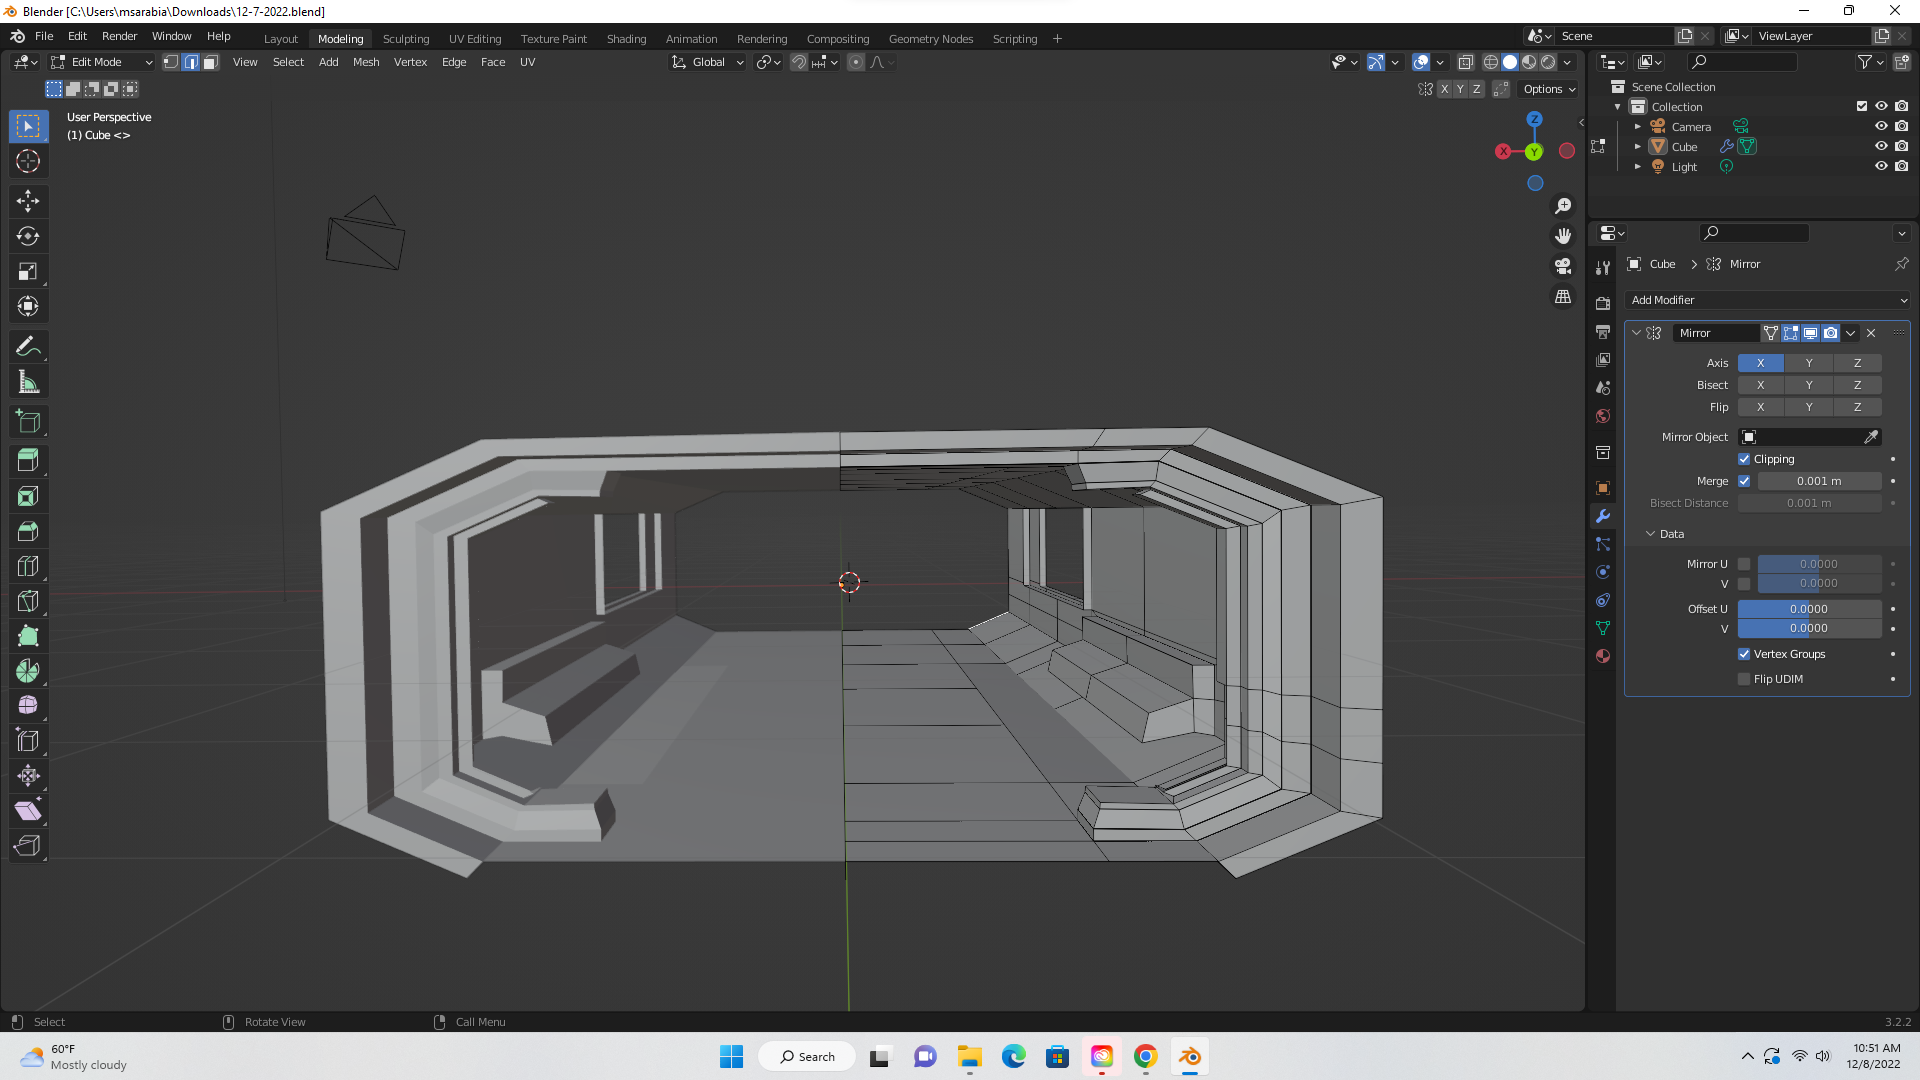 Blender [C:\Users\msarabia\Downloads\12-7-2022.blend]
File Edit Render Window Help Layout Modeling Sculpting UV Editing Texture Paint Shading Animation Rendering Compositing Geometry Nodes Scripting + Scene ViewLayer
Edit Mode View Select Add Mesh Vertex Edge Face UV Global
X Y Z Options
User Perspective
(1) Cube <>
Z
X
Y
Scene Collection
Collection
Camera
Cube
Light
Cube > Mirror
Add Modifier
Mirror
Axis X Y Z
Bisect X Y Z
Flip X Y Z
Mirror Object
Clipping
Merge 0.001 m
Bisect Distance 0.001 m
Data
Mirror U 0.0000
V 0.0000
Offset U 0.0000
V 0.0000
Vertex Groups
Flip UDIM
Select Rotate View Call Menu 3.2.2
60°F
Mostly cloudy
Search
10:51 AM
12/8/2022